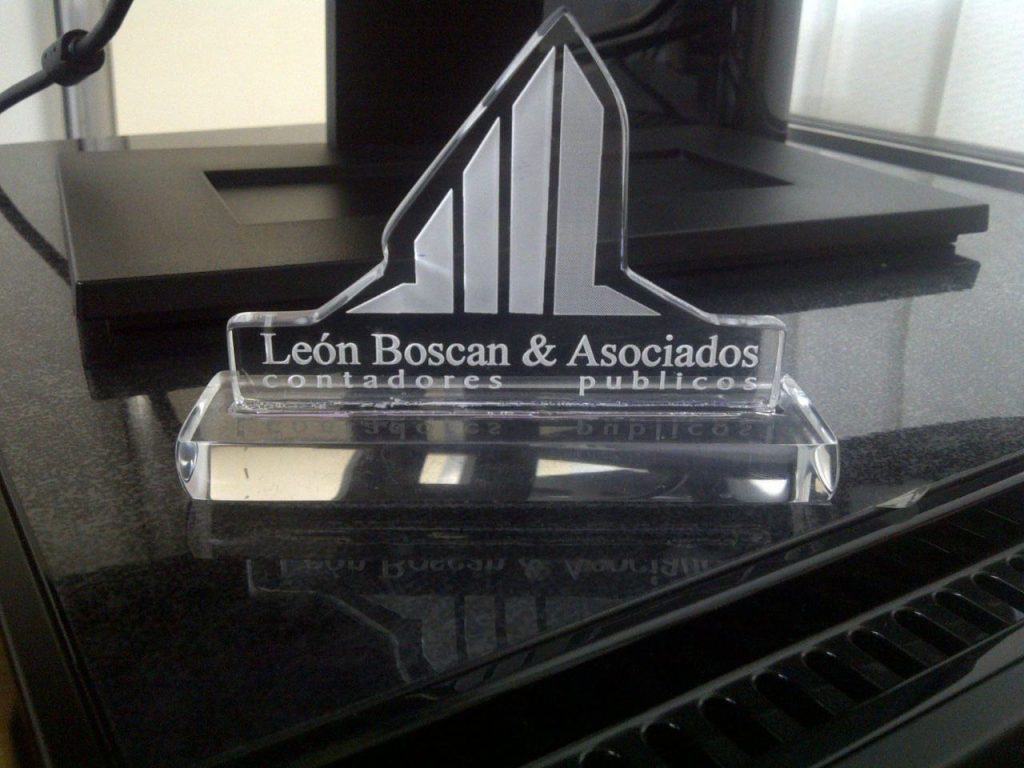 León Boscan & Asociados
contadores publicos